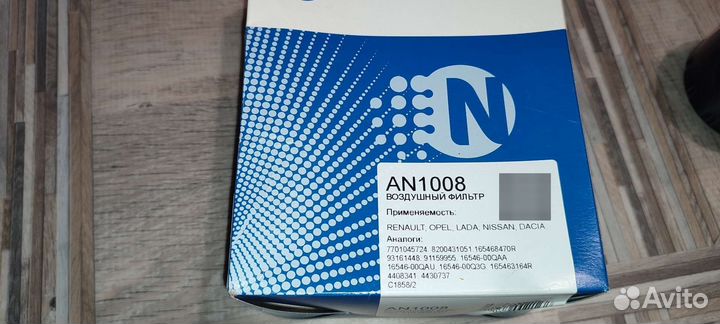 N
AN1008
ВОЗДУШНЫЙ ФИЛЬТР
Применяемость:
RENAULT, OPEL, LADA, NISSAN, DACIA
Аналоги:
7701045724, 8200431051, 165468470R
93161448, 91159955, 16546-00QAA
16546-00QAU, 16546-00Q3G, 165463164R
4408341, 4430737
C1858/2
AN1008
Avito